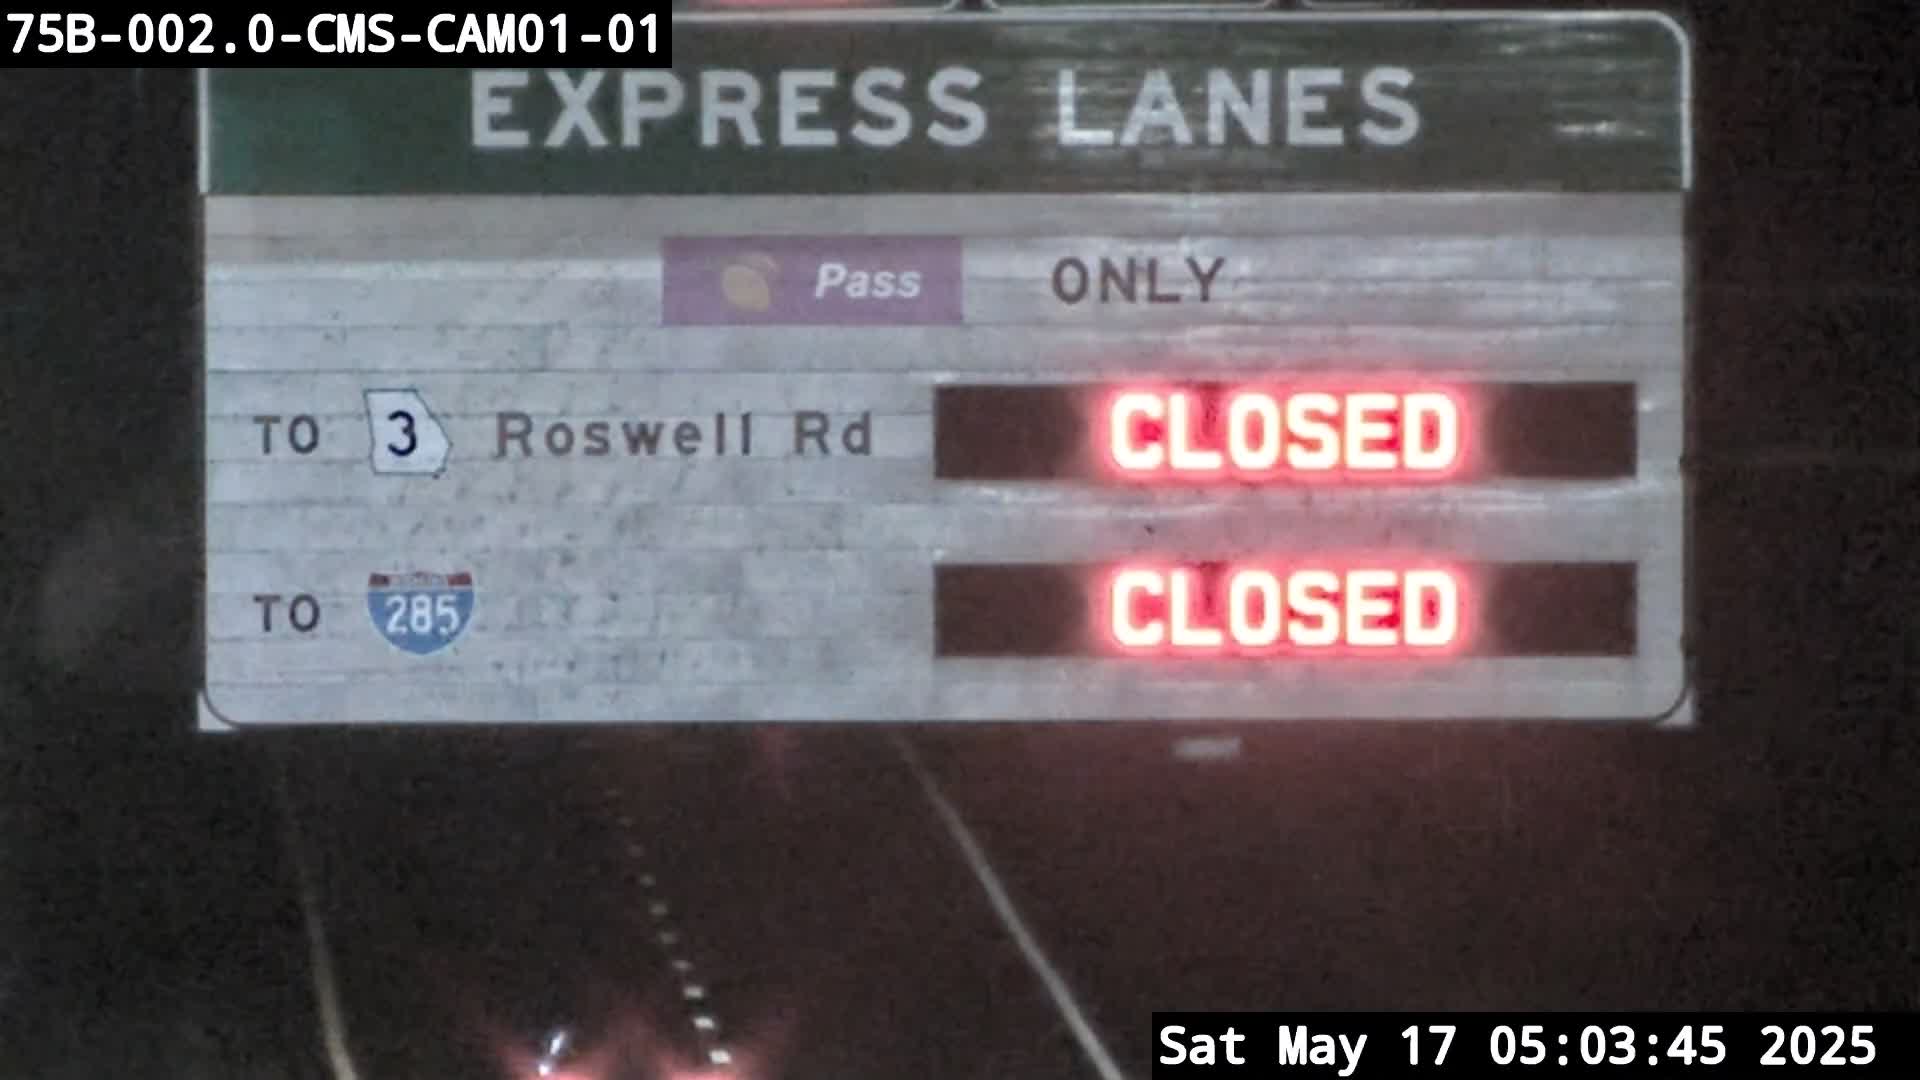 75B-002.0-CMS-CAM01-01
EXPRESS LANES
Pass ONLY
TO 3 Roswell Rd CLOSED
TO 285 CLOSED
Sat May 17 05:03:45 2025